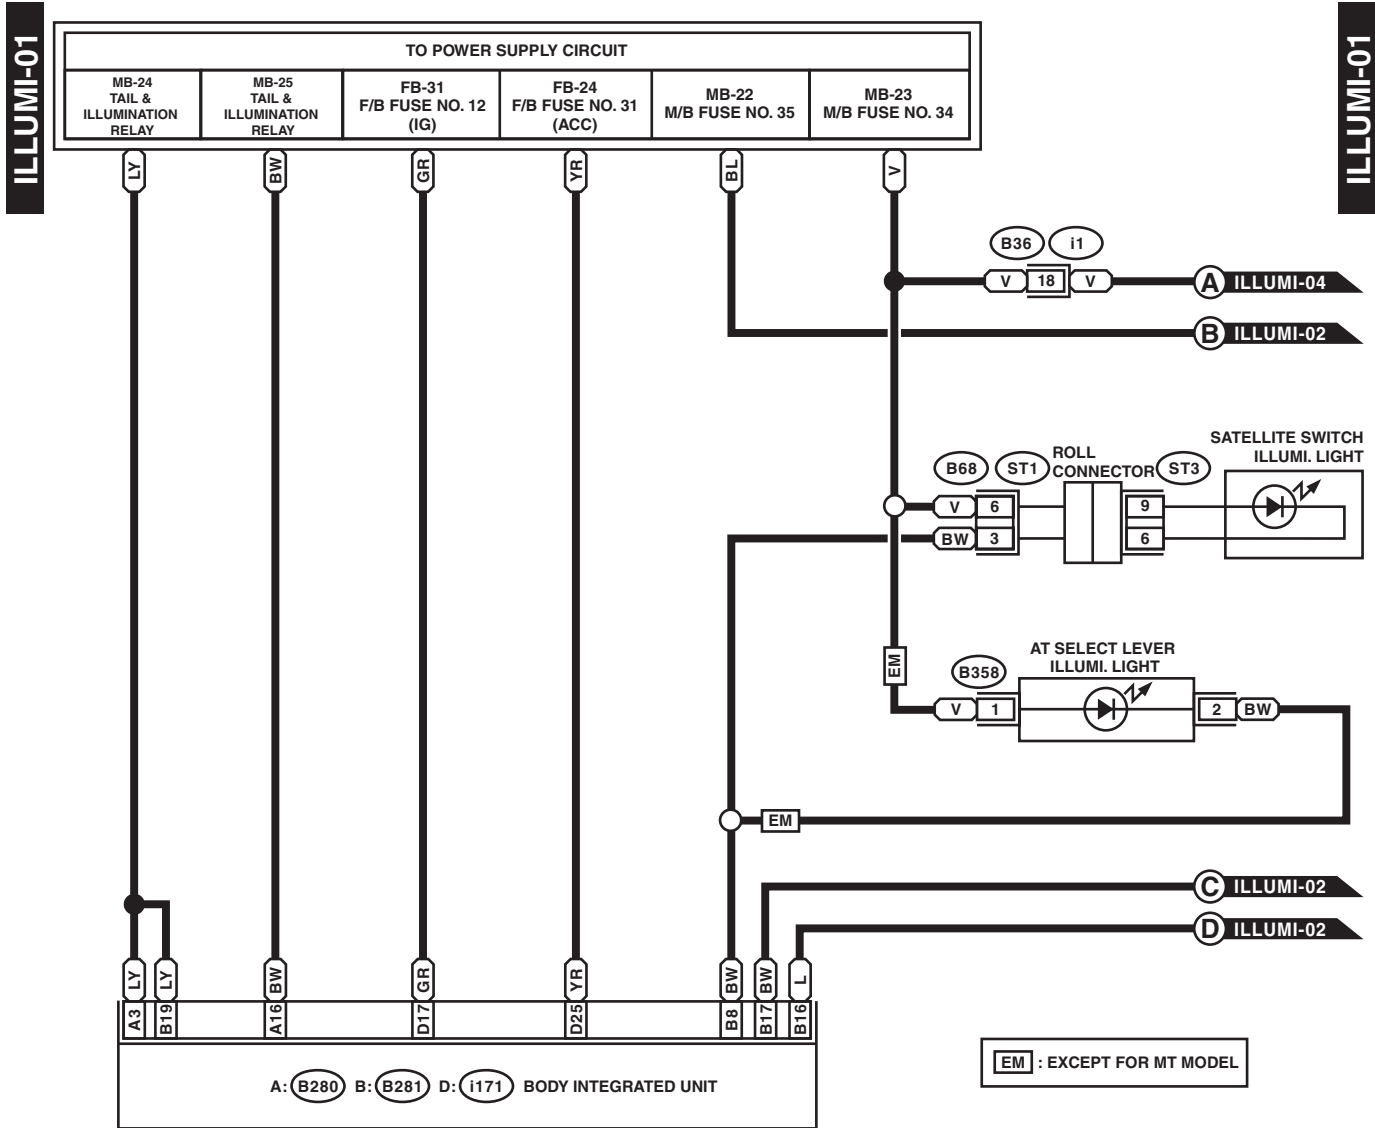 ILLUMI-01
ILLUMI-01
TO POWER SUPPLY CIRCUIT
MB-24
TAIL &
ILLUMINATION
RELAY
MB-25
TAIL &
ILLUMINATION
RELAY
FB-31
F/B FUSE NO. 12
(IG)
FB-24
F/B FUSE NO. 31
(ACC)
MB-22
M/B FUSE NO. 35
MB-23
M/B FUSE NO. 34
LY
BW
GR
YR
BL
V
B36
i1
V
18
V
A
ILLUMI-04
B
ILLUMI-02
SATELLITE SWITCH
ILLUMI. LIGHT
ROLL
CONNECTOR
B68
ST1
ST3
V
6
9
BW
3
6
AT SELECT LEVER
ILLUMI. LIGHT
EM
B358
V
1
2
BW
EM
C
ILLUMI-02
D
ILLUMI-02
LY
LY
BW
GR
YR
BW
BW
L
A3
B19
A16
D17
D25
B8
B17
B16
A: B280 B: B281 D: i171 BODY INTEGRATED UNIT
EM : EXCEPT FOR MT MODEL